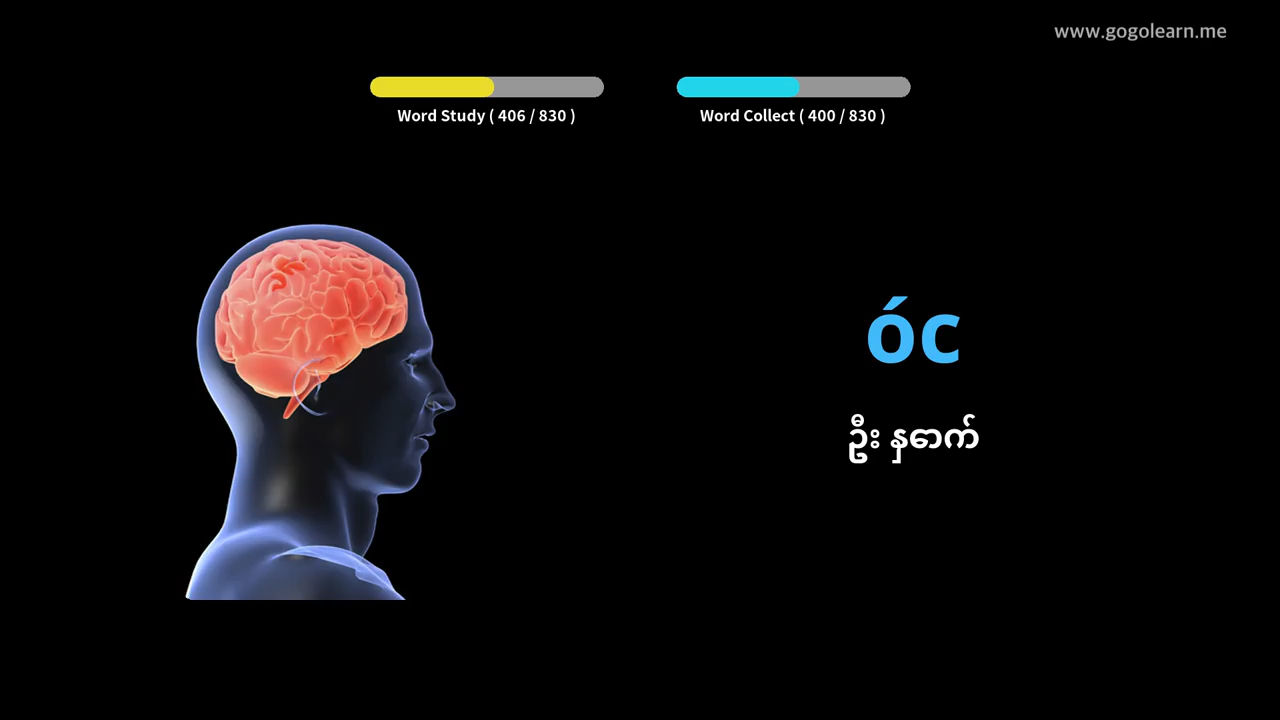 www.gogolearn.me
Word Study ( 406 / 830 )
Word Collect ( 400 / 830 )
óc
ဦး နှောက်